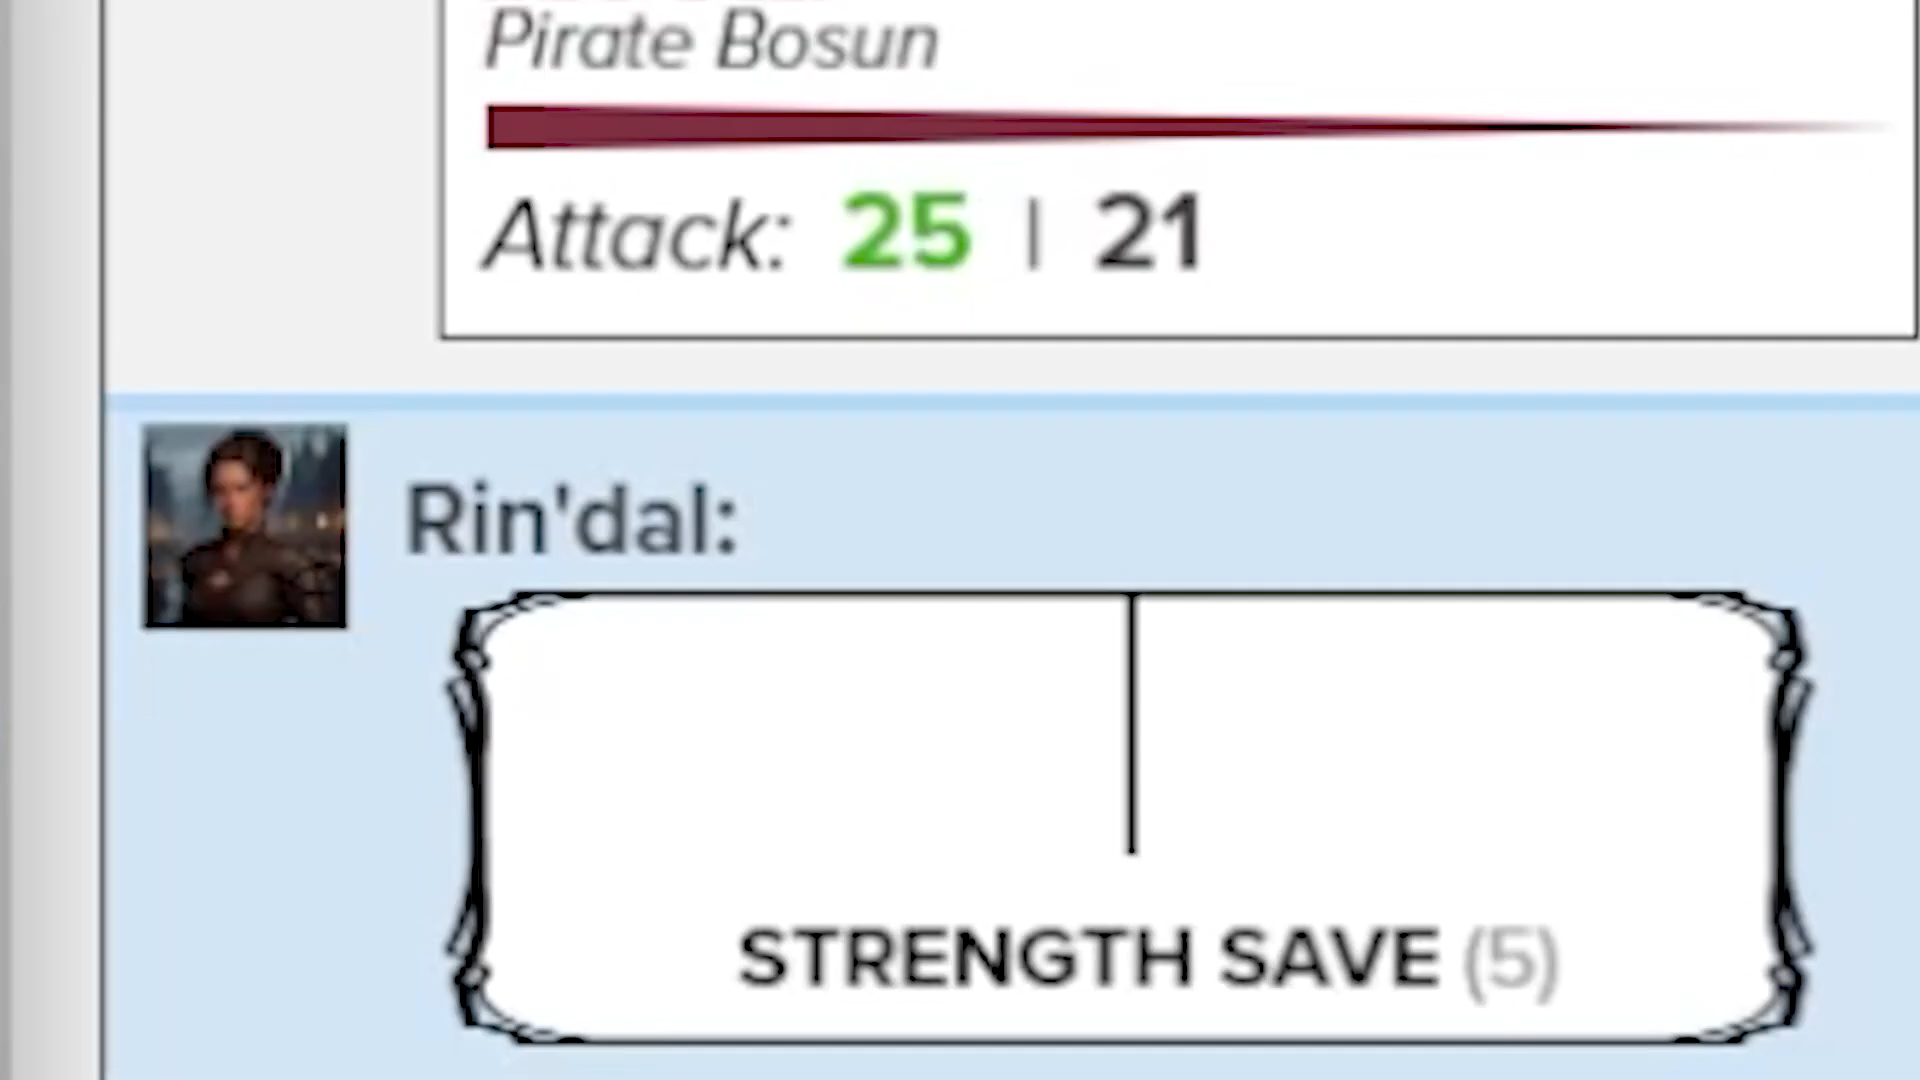 Pirate Bosun
Attack: 25 | 21
Rin'dal:
STRENGTH SAVE (5)